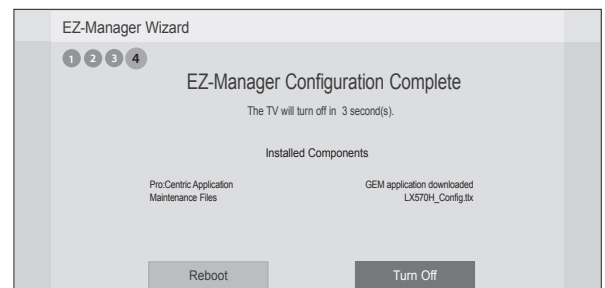 EZ-Manager Wizard
1 2 3 4
EZ-Manager Configuration Complete
The TV will turn off in 3 second(s).
Installed Components
Pro:Centric Application GEM application downloaded
Maintenance Files LX570H_Config.tlx
Reboot Turn Off